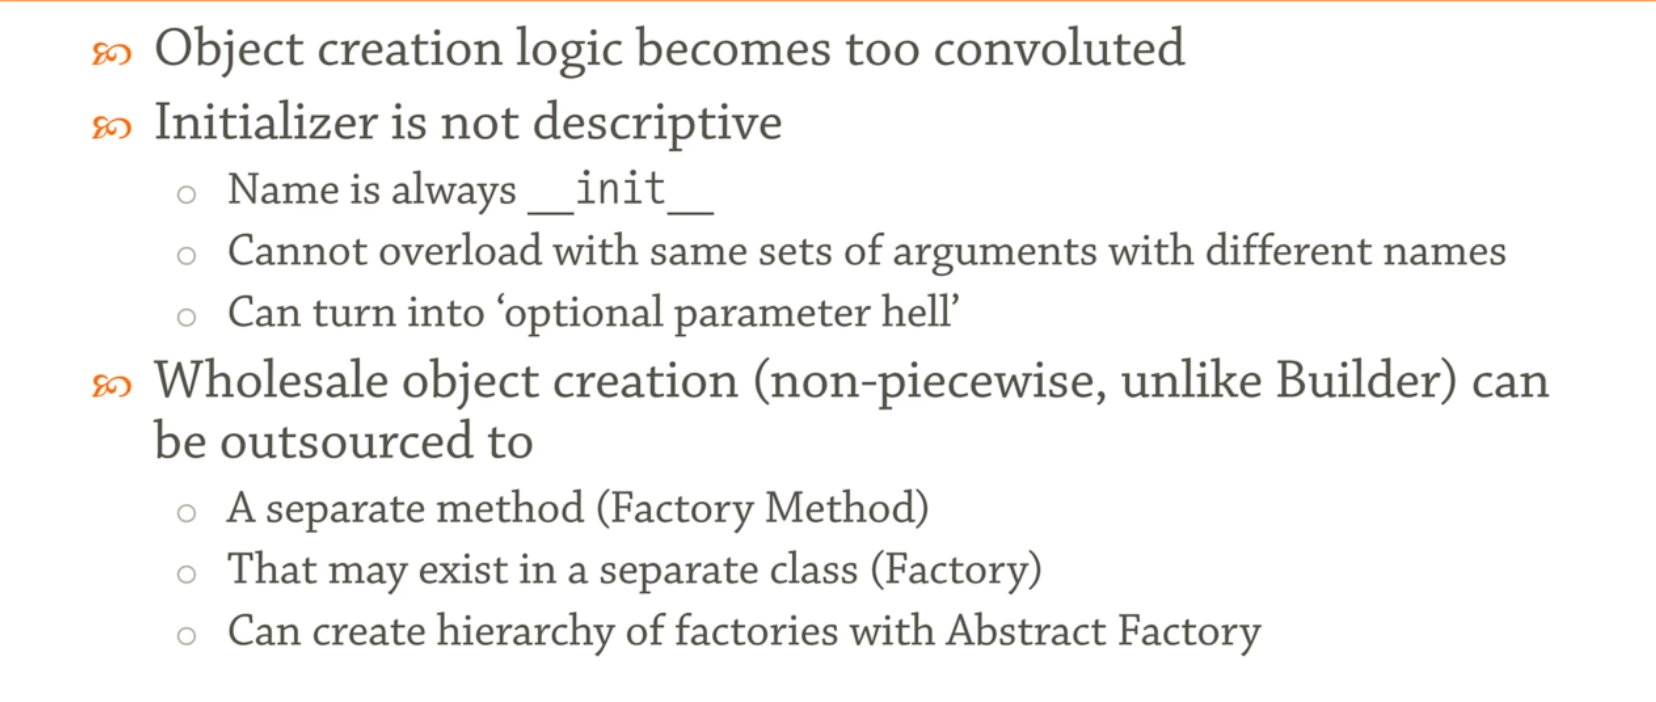 Object creation logic becomes too convoluted
Initializer is not descriptive
Name is always __init__
Cannot overload with same sets of arguments with different names
Can turn into ‘optional parameter hell’
Wholesale object creation (non-piecewise, unlike Builder) can
be outsourced to
A separate method (Factory Method)
That may exist in a separate class (Factory)
Can create hierarchy of factories with Abstract Factory